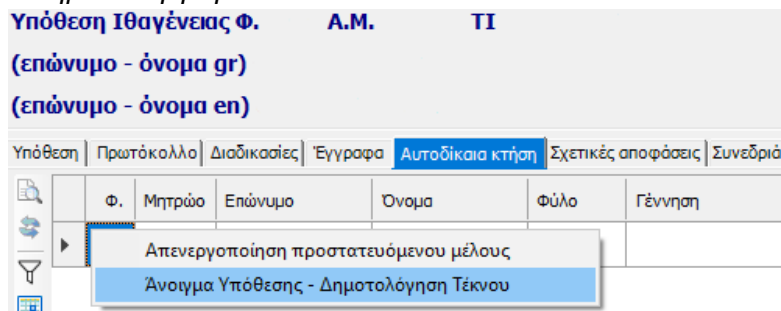 Υπόθεση Ιθαγένειας Φ. Α.Μ. ΤΙ
(επώνυμο - όνομα gr)
(επώνυμο - όνομα en)
Υπόθεση Πρωτόκολλο Διαδικασίες Έγγραφα Αυτοδίκαια κτήση Σχετικές αποφάσεις Συνεδριά
Φ. Μητρώο Επώνυμο Όνομα Φύλο Γέννηση
Απενεργοποίηση προστατευόμενου μέλους
Άνοιγμα Υπόθεσης - Δημοτολόγηση Τέκνου